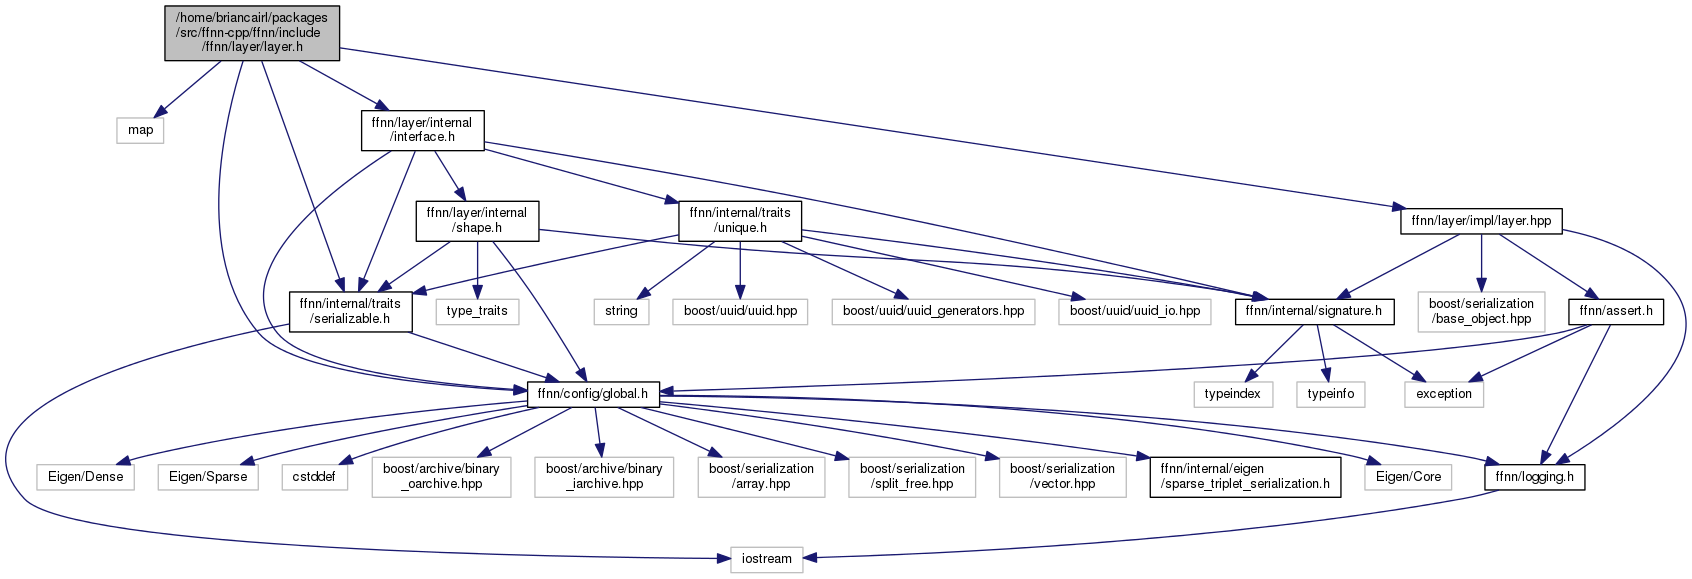 /home/briancairl/packages
/src/ffnn-cpp/ffnn/include
/ffnn/layer/layer.h
map
ffnn/layer/internal
/interface.h
ffnn/layer/internal
/shape.h
ffnn/internal/traits
/unique.h
ffnn/layer/impl/layer.hpp
ffnn/internal/traits
/serializable.h
type_traits
string
boost/uuid/uuid.hpp
boost/uuid/uuid_generators.hpp
boost/uuid/uuid_io.hpp
ffnn/internal/signature.h
boost/serialization
/base_object.hpp
ffnn/assert.h
ffnn/config/global.h
typeindex
typeinfo
exception
Eigen/Dense
Eigen/Sparse
cstddef
boost/archive/binary
_oarchive.hpp
boost/archive/binary
_iarchive.hpp
boost/serialization
/array.hpp
boost/serialization
/split_free.hpp
boost/serialization
/vector.hpp
ffnn/internal/eigen
/sparse_triplet_serialization.h
Eigen/Core
ffnn/logging.h
iostream